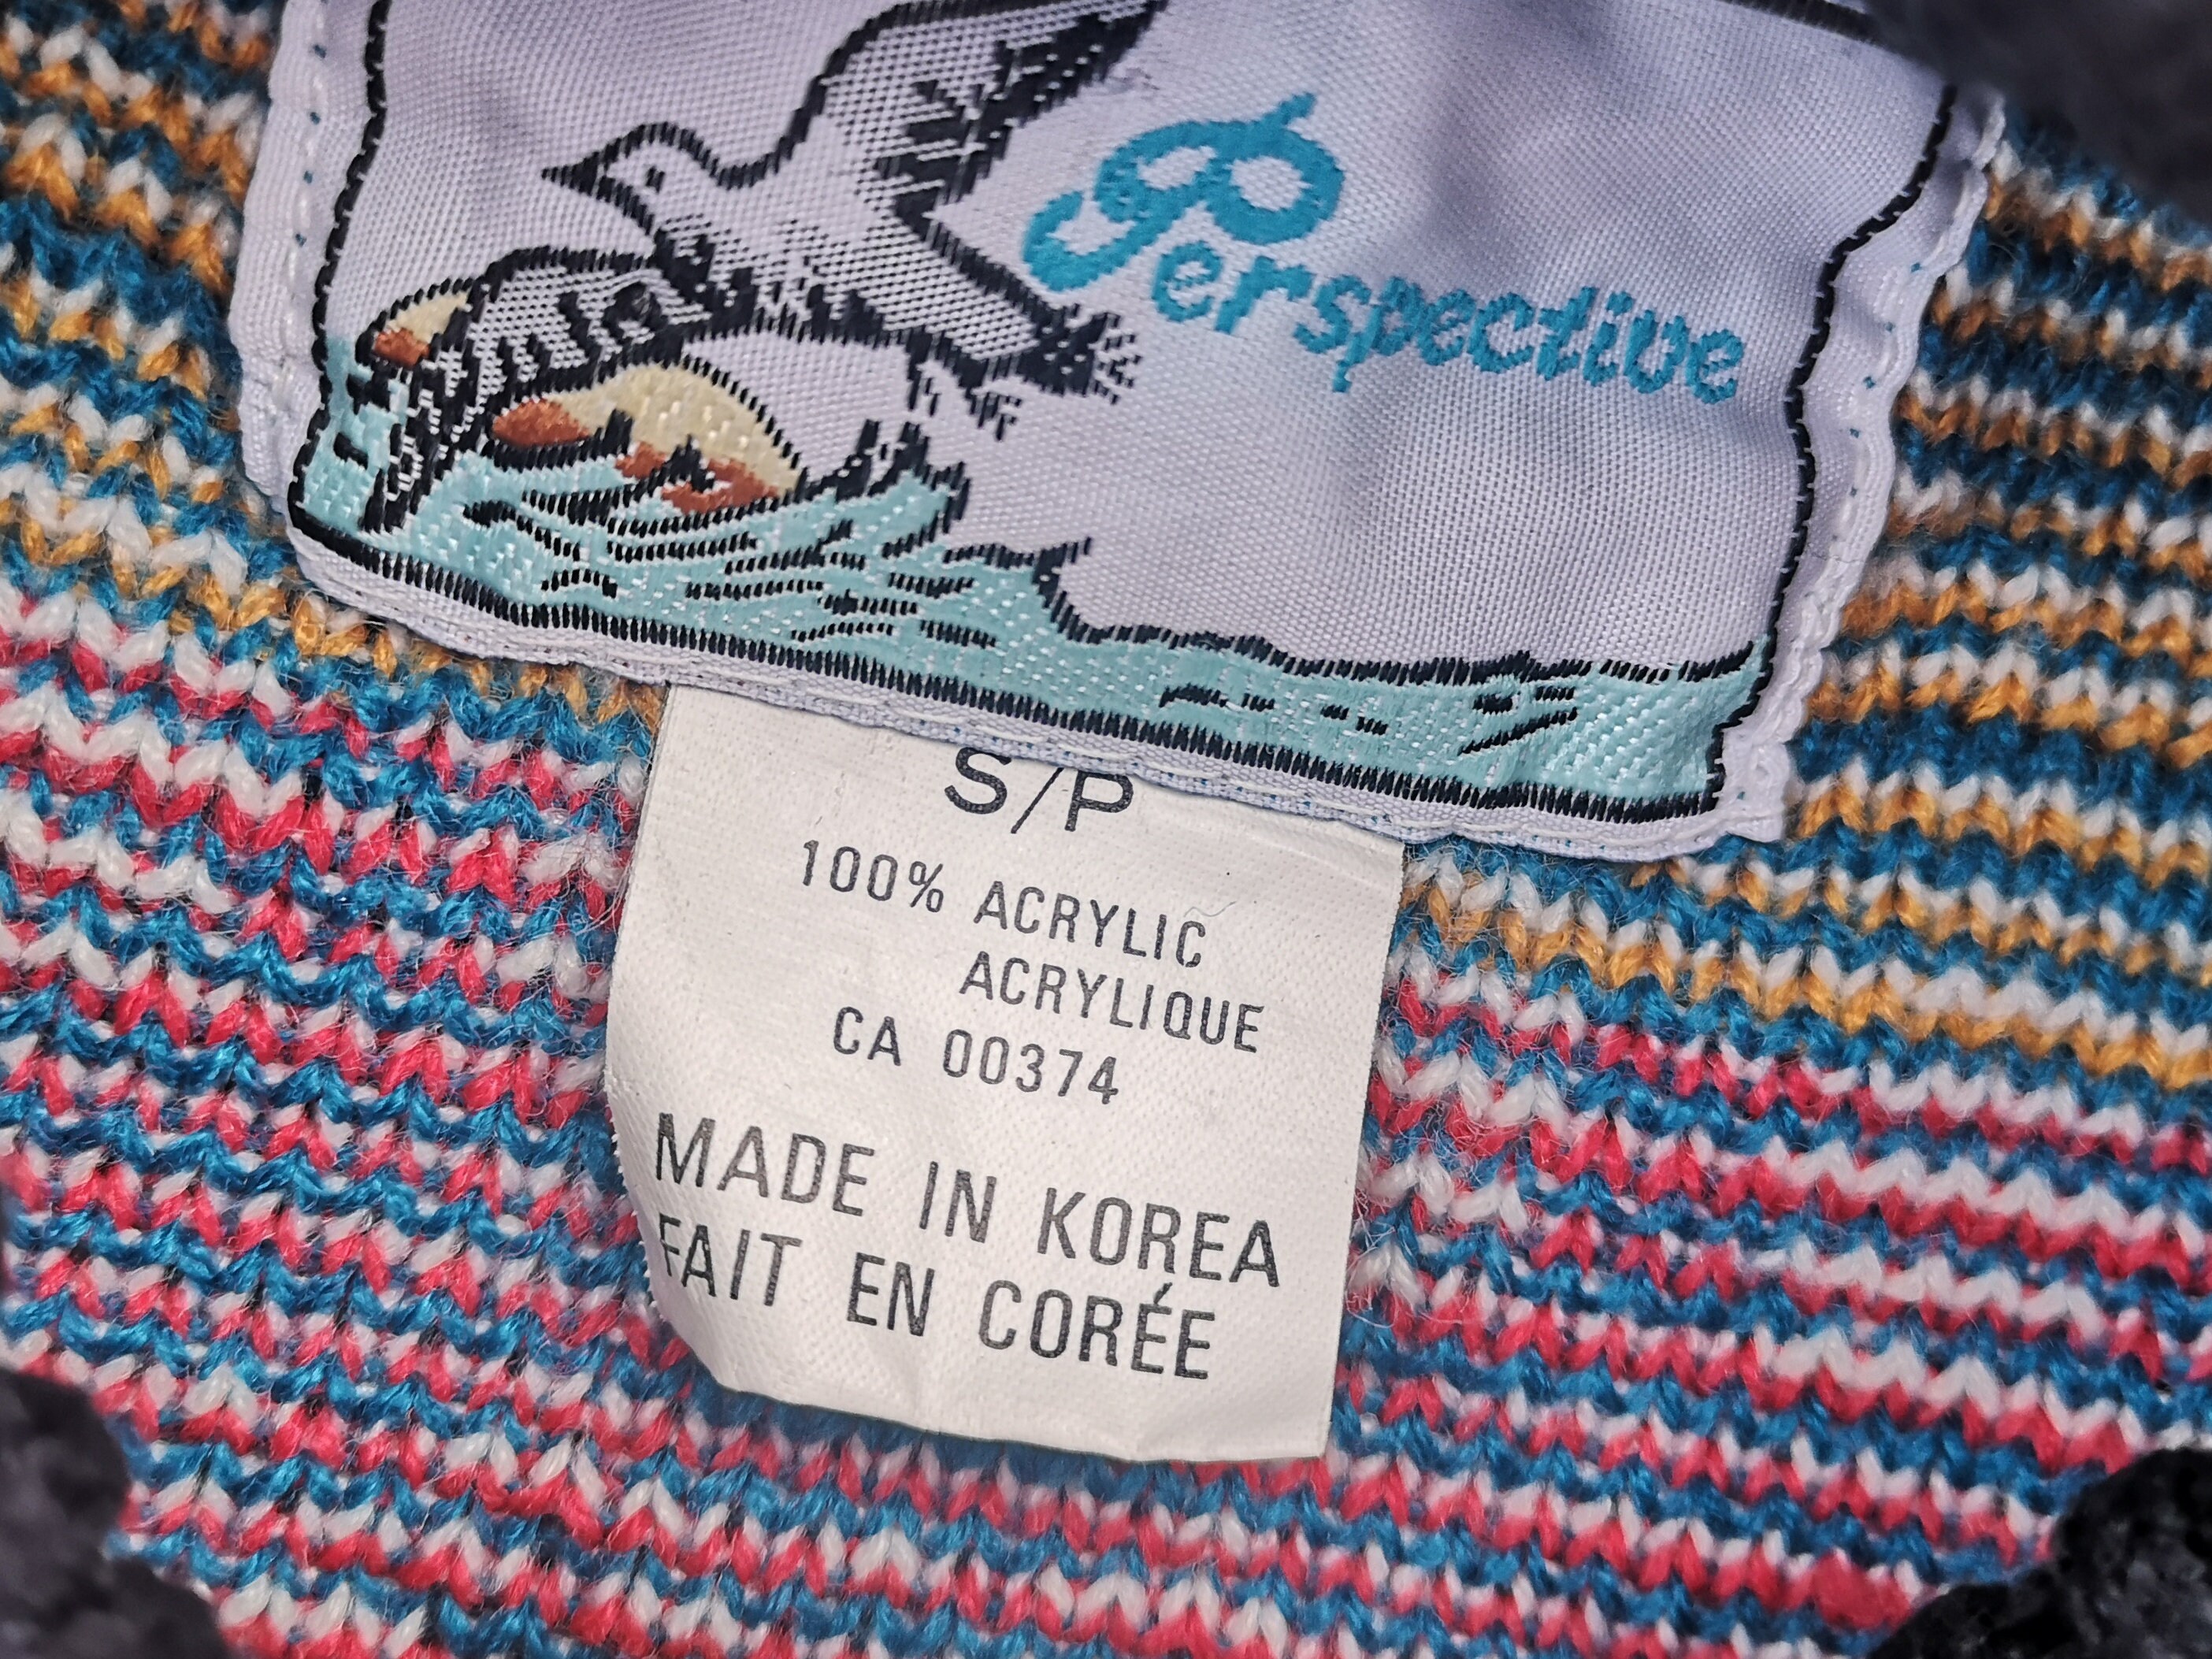 Perspective
S/P
100% ACRYLIC
ACRYLIQUE
CA 00374
MADE IN KOREA
FAIT EN CORÉE